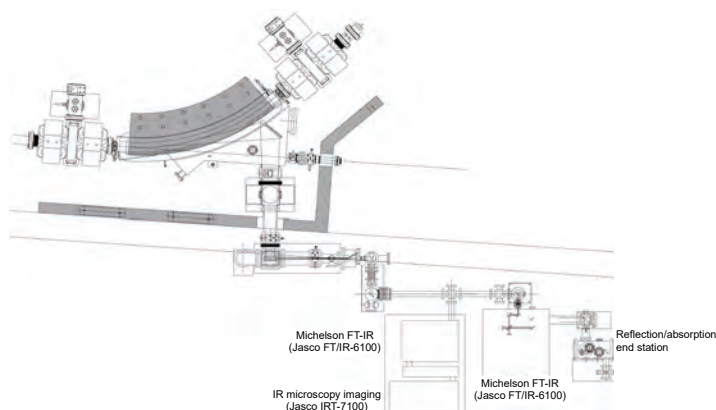 Michelson FT-IR
(Jasco FT/IR-6100)
Reflection/absorption
end station
IR microscopy imaging
(Jasco IRT-7100)
Michelson FT-IR
(Jasco FT/IR-6100)